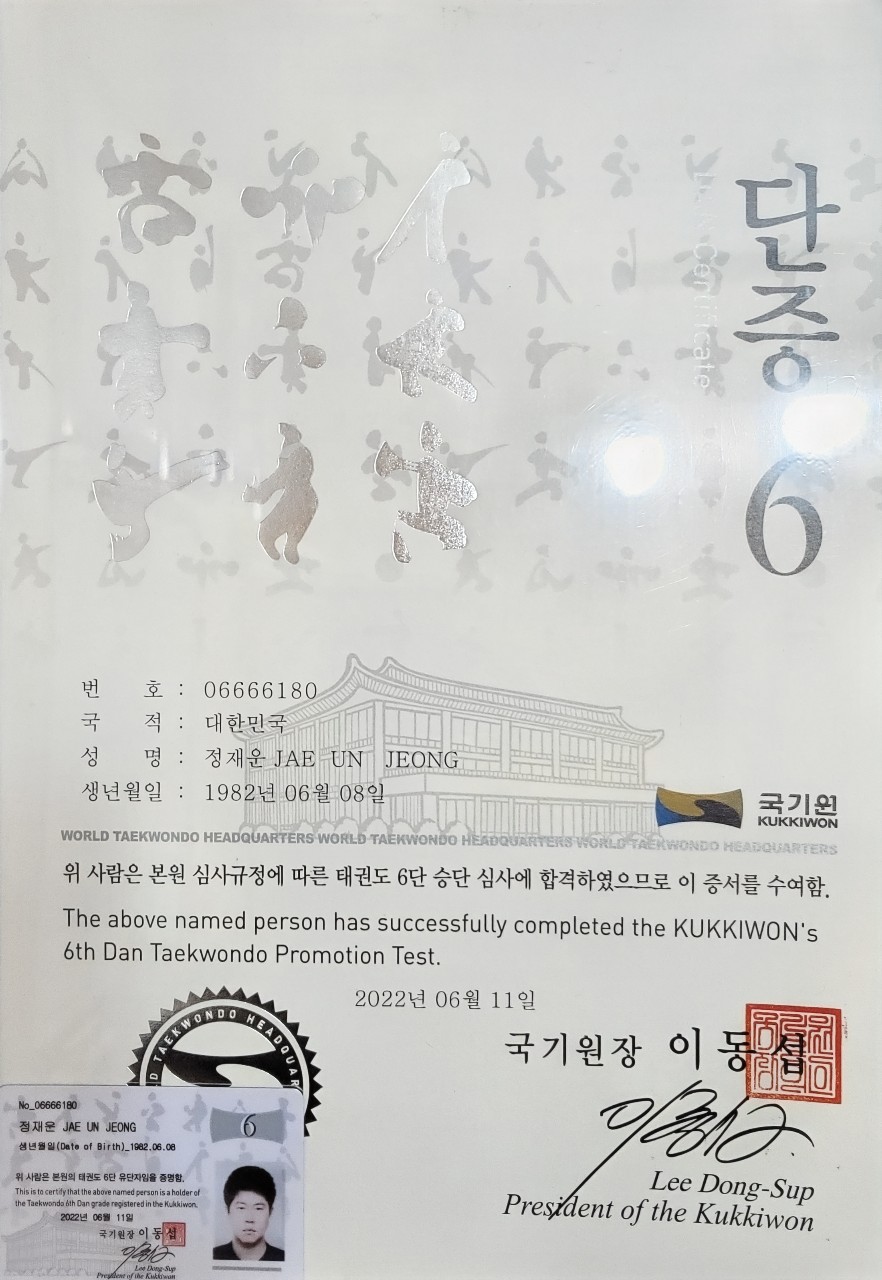 단증
Dan Certificate
6
번 호 : 06666180
국 적 : 대한민국
성 명 : 정재운 JAE UN JEONG
생년월일 : 1982년 06월 08일
국기원
KUKKIWON
WORLD TAEKWONDO HEADQUARTERS WORLD TAEKWONDO HEADQUARTERS WORLD TAEKWONDO HEADQUARTERS
위 사람은 본원 심사규정에 따른 태권도 6단 승단 심사에 합격하였으므로 이 증서를 수여함.
The above named person has successfully completed the KUKKIWON's
6th Dan Taekwondo Promotion Test.
2022년 06월 11일
국기원장 이동섭
Lee Dong-Sup
President of the Kukkiwon
D TAEKWONDO HEADQUAR
No_06666180
정재운 JAE UN JEONG
생년월일(Date of Birth)_1982.06.08
6
위 사람은 본원의 태권도 6단 유단자임을 증명함.
This is to certify that the above named person is a holder of
the Taekwondo 6th Dan grade registered in the Kukkiwon.
2022년 06월 11일
국기원장 이동섭
Lee Dong-Sup
President of the Kukkiwon